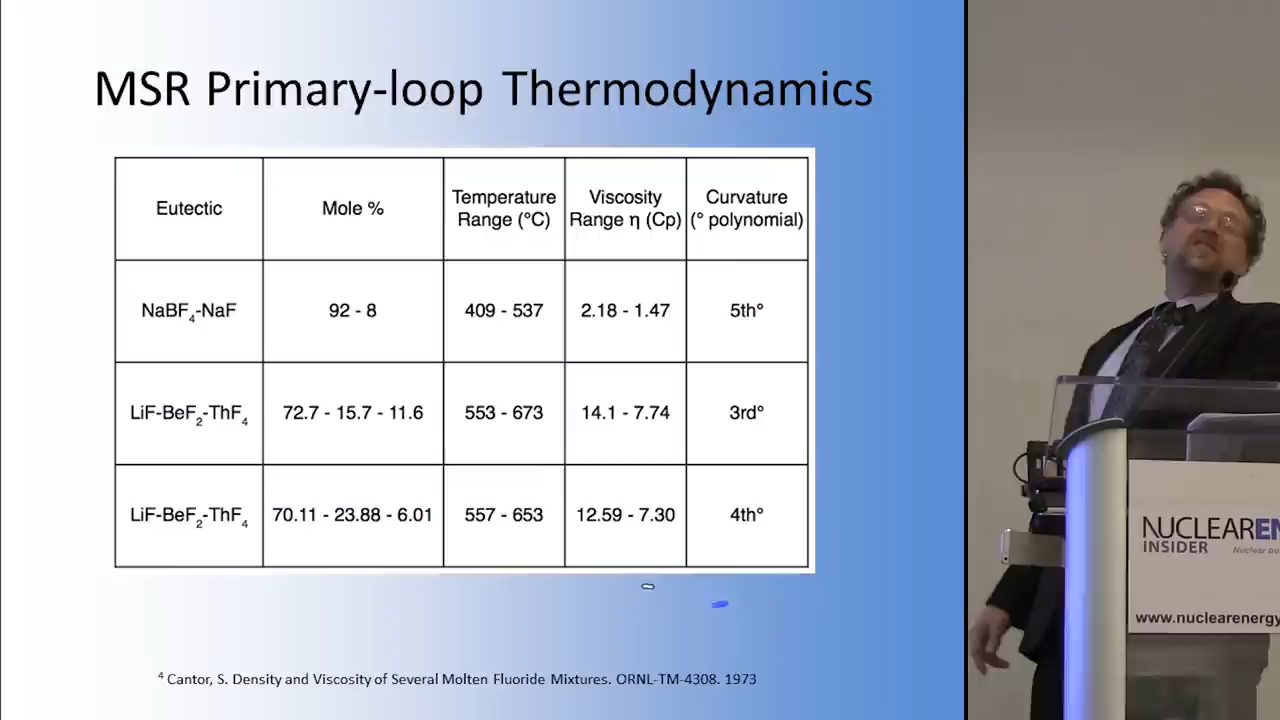 MSR Primary-loop Thermodynamics
Eutectic
Mole %
Temperature
Range (°C)
Viscosity
Range η (Cp)
Curvature
(° polynomial)
NaBF₄-NaF
92 - 8
409 - 537
2.18 - 1.47
5th°
LiF-BeF₂-ThF₄
72.7 - 15.7 - 11.6
553 - 673
14.1 - 7.74
3rd°
LiF-BeF₂-ThF₄
70.11 - 23.88 - 6.01
557 - 653
12.59 - 7.30
4th°
⁴ Cantor, S. Density and Viscosity of Several Molten Fluoride Mixtures. ORNL-TM-4308. 1973
NUCLEAREN
INSIDER
Nuclear
www.nuclearenergy